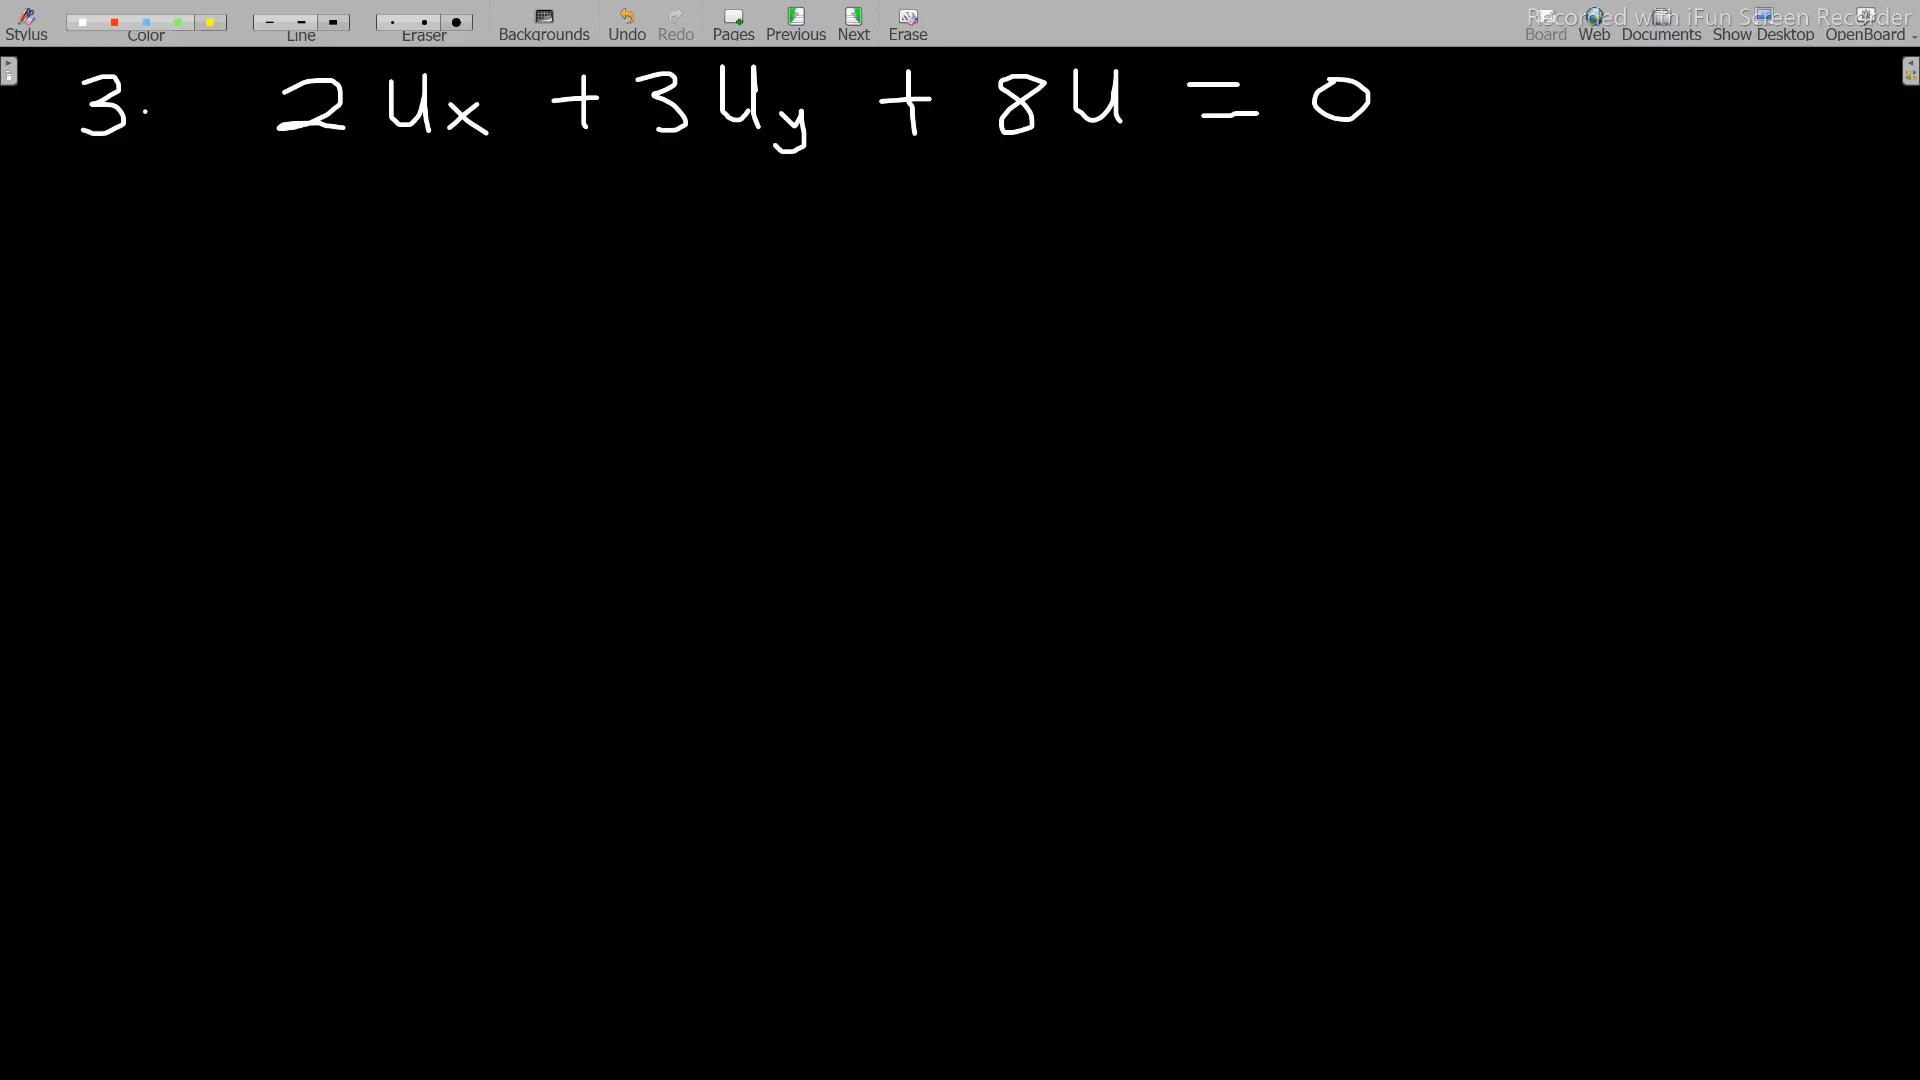 Stylus Color Line Eraser Backgrounds Undo Redo Pages Previous Next Erase Board Web Documents Show Desktop OpenBoard
Recorded with iFun Screen Recorder
3. 2 Ux + 3 Uy + 8 U = 0